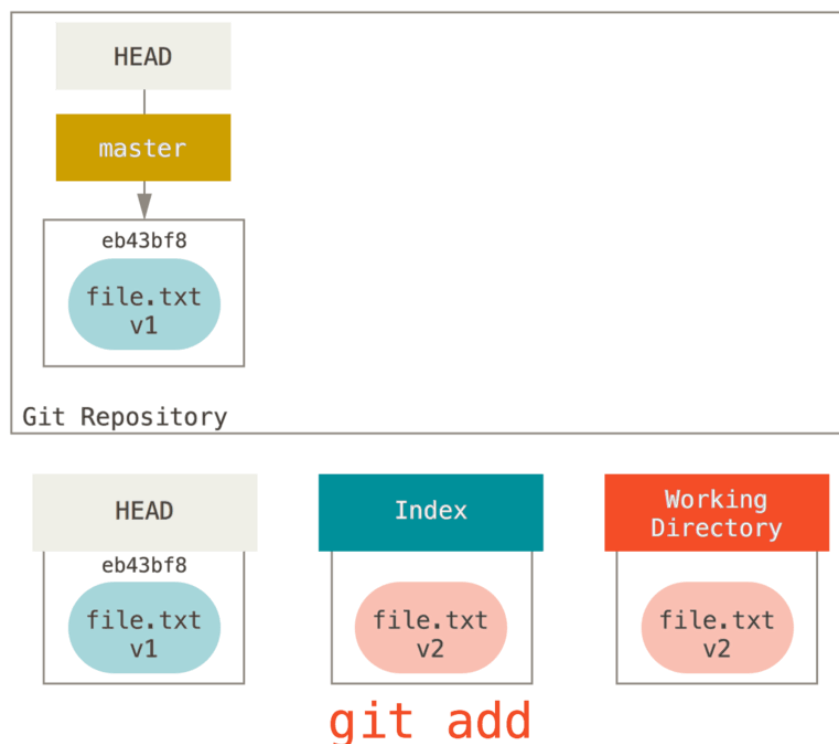 HEAD
master
eb43bf8
file.txt
v1
Git Repository
HEAD
eb43bf8
file.txt
v1
Index
file.txt
v2
Working
Directory
file.txt
v2
git add